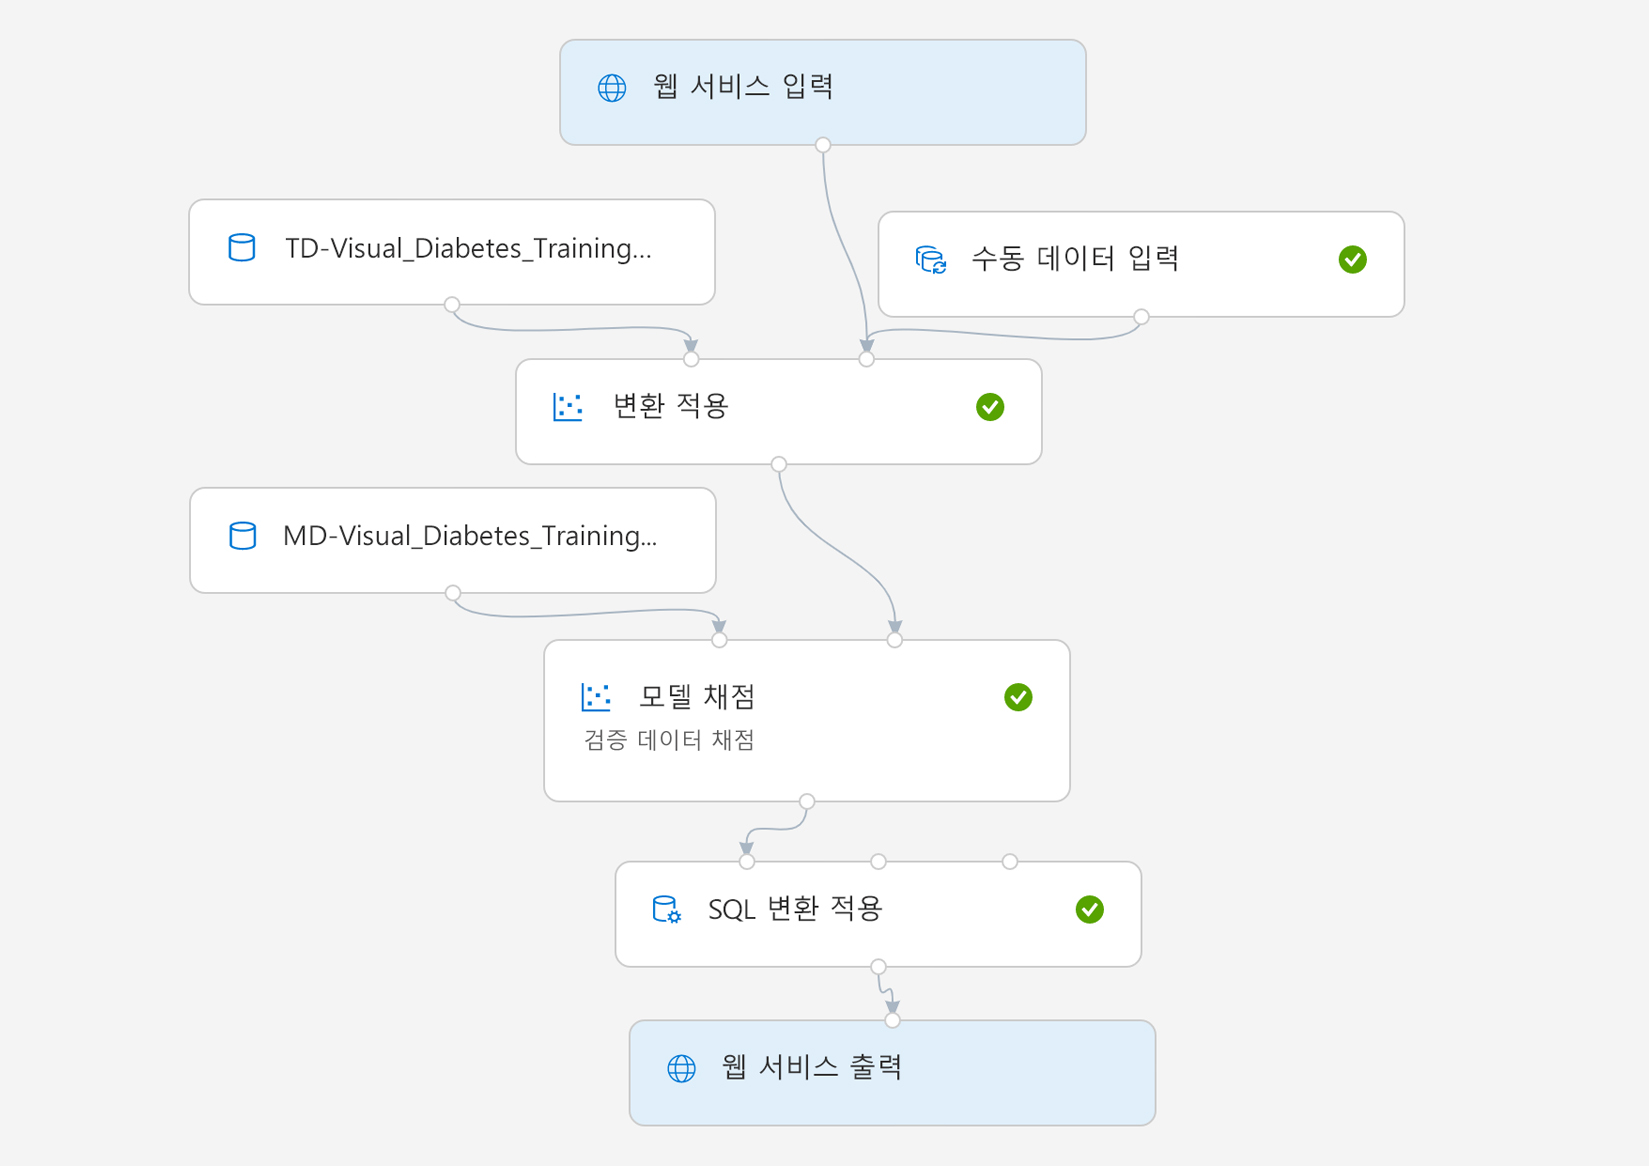 웹 서비스 입력
TD-Visual_Diabetes_Training...
수동 데이터 입력
변환 적용
MD-Visual_Diabetes_Training...
모델 채점
검증 데이터 채점
SQL 변환 적용
웹 서비스 출력